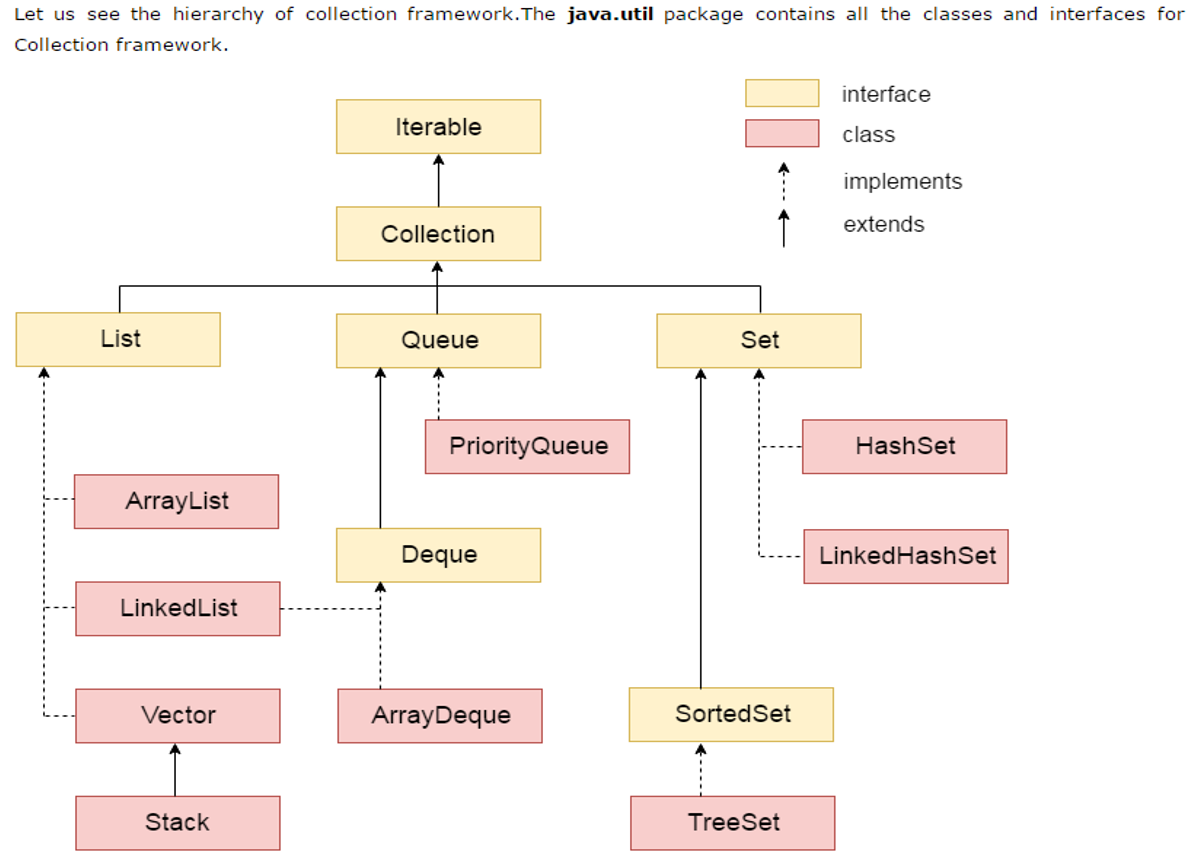 Let us see the hierarchy of collection framework.The java.util package contains all the classes and interfaces for
Collection framework.
interface
Iterable
class
implements
extends
Collection
List
Queue
Set
PriorityQueue
HashSet
ArrayList
Deque
LinkedHashSet
LinkedList
Vector
ArrayDeque
SortedSet
Stack
TreeSet